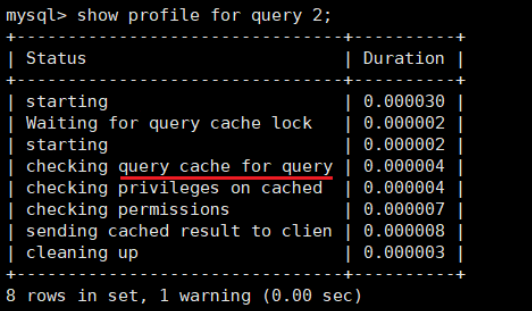 mysql> show profile for query 2;
+--------------------------------+----------+
| Status                         | Duration |
+--------------------------------+----------+
| starting                       | 0.000030 |
| Waiting for query cache lock   | 0.000002 |
| starting                       | 0.000002 |
| checking query cache for query | 0.000004 |
| checking privileges on cached  | 0.000004 |
| checking permissions           | 0.000007 |
| sending cached result to clien | 0.000008 |
| cleaning up                    | 0.000003 |
+--------------------------------+----------+
8 rows in set, 1 warning (0.00 sec)